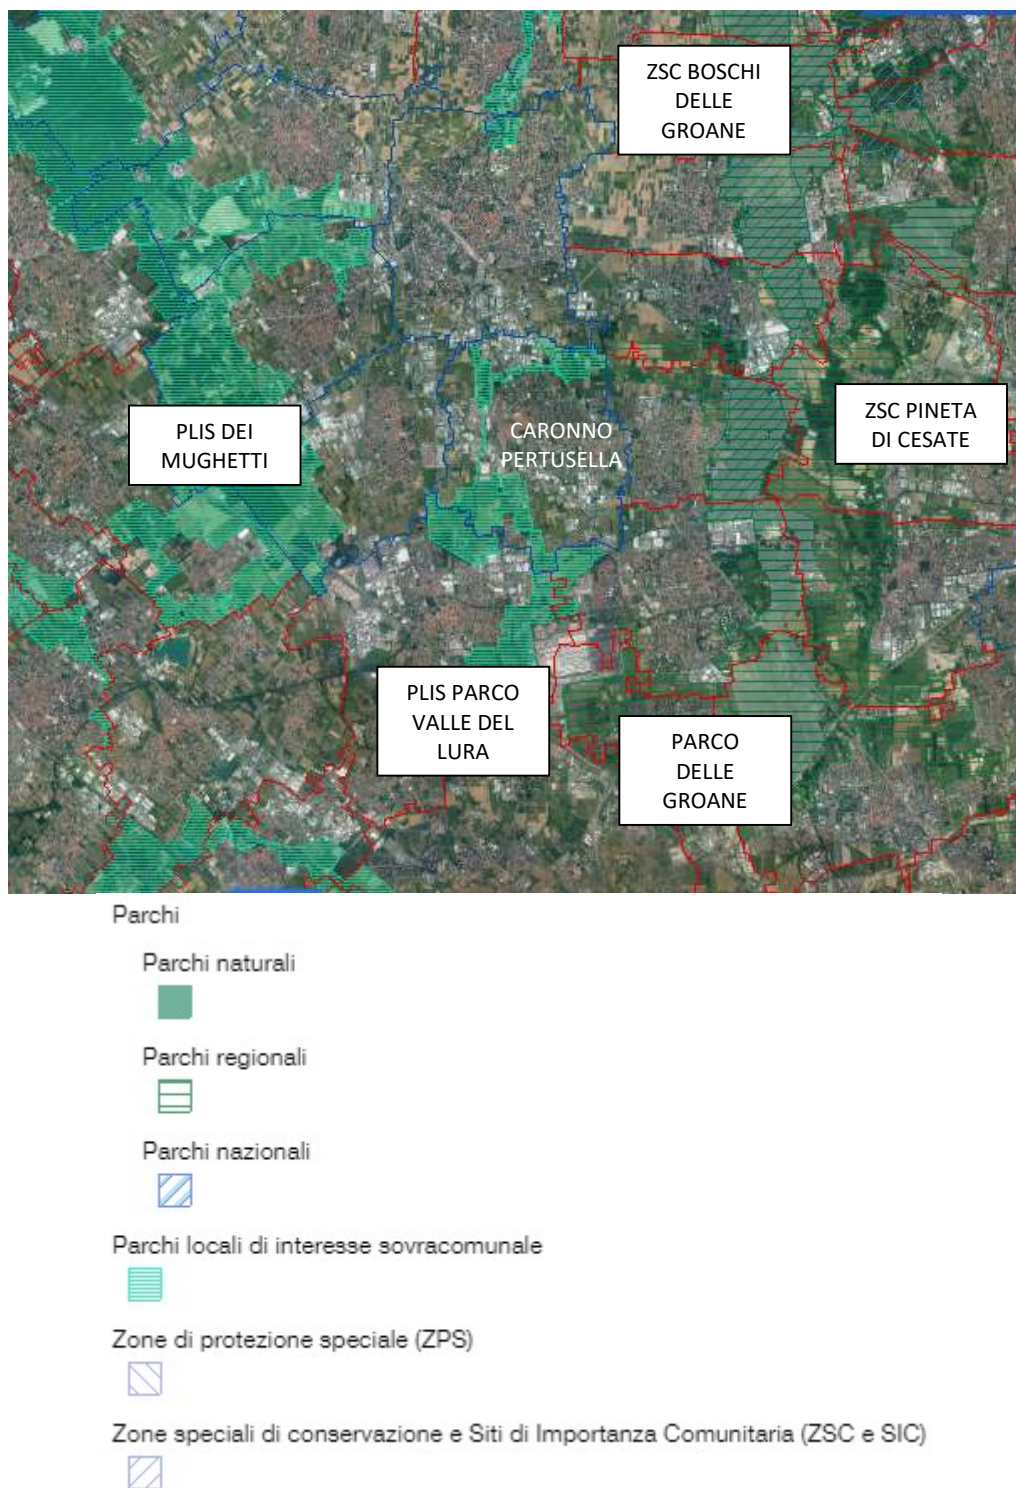 ZSC BOSCHI
DELLE
GROANE
ZSC PINETA
DI CESATE
PLIS DEI
MUGHETTI
CARONNO
PERTUSELLA
PLIS PARCO
VALLE DEL
LURA
PARCO
DELLE
GROANE
Parchi
Parchi naturali
Parchi regionali
Parchi nazionali
Parchi locali di interesse sovracomunale
Zone di protezione speciale (ZPS)
Zone speciali di conservazione e Siti di Importanza Comunitaria (ZSC e SIC)